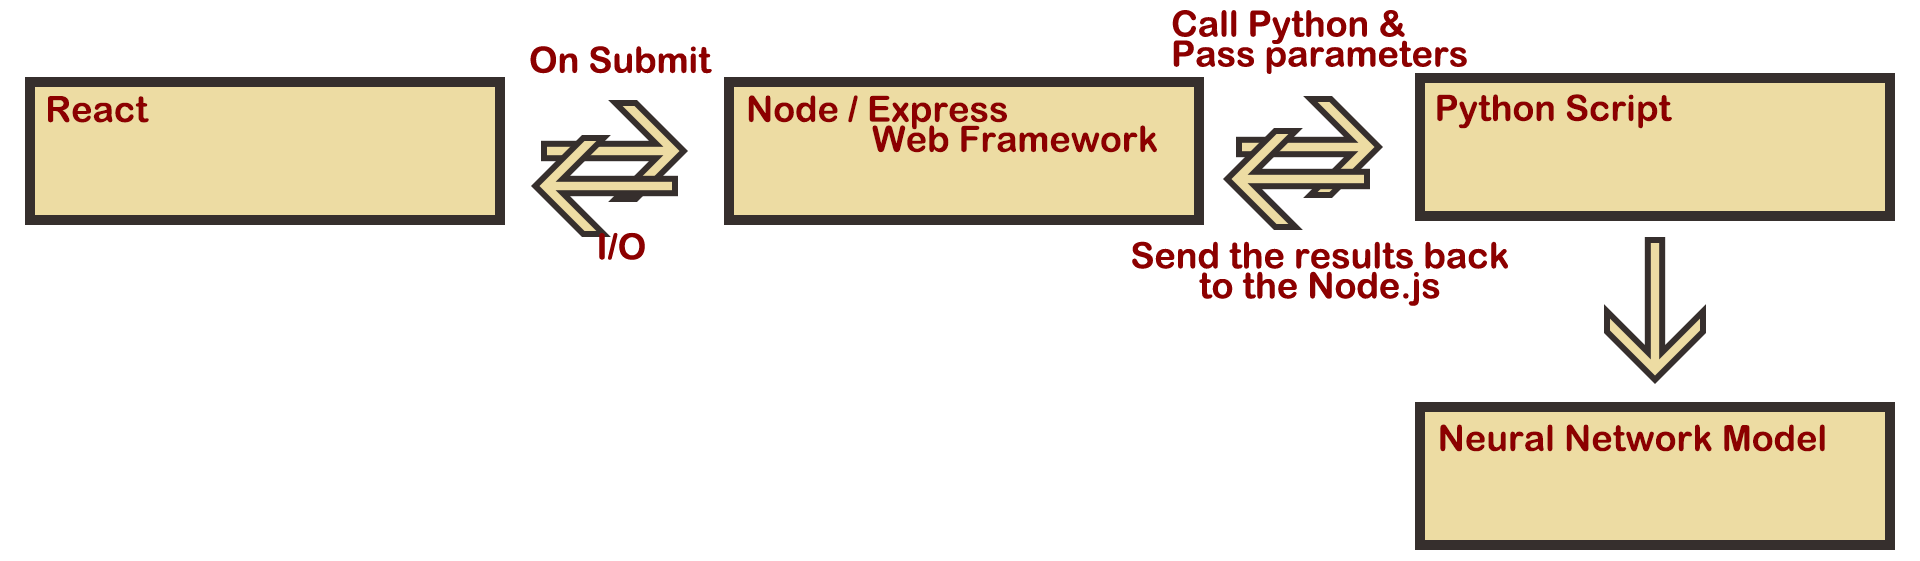 Call Python &
Pass parameters
On Submit
React
Node / Express
Web Framework
Python Script
I/O
Send the results back
to the Node.js
Neural Network Model